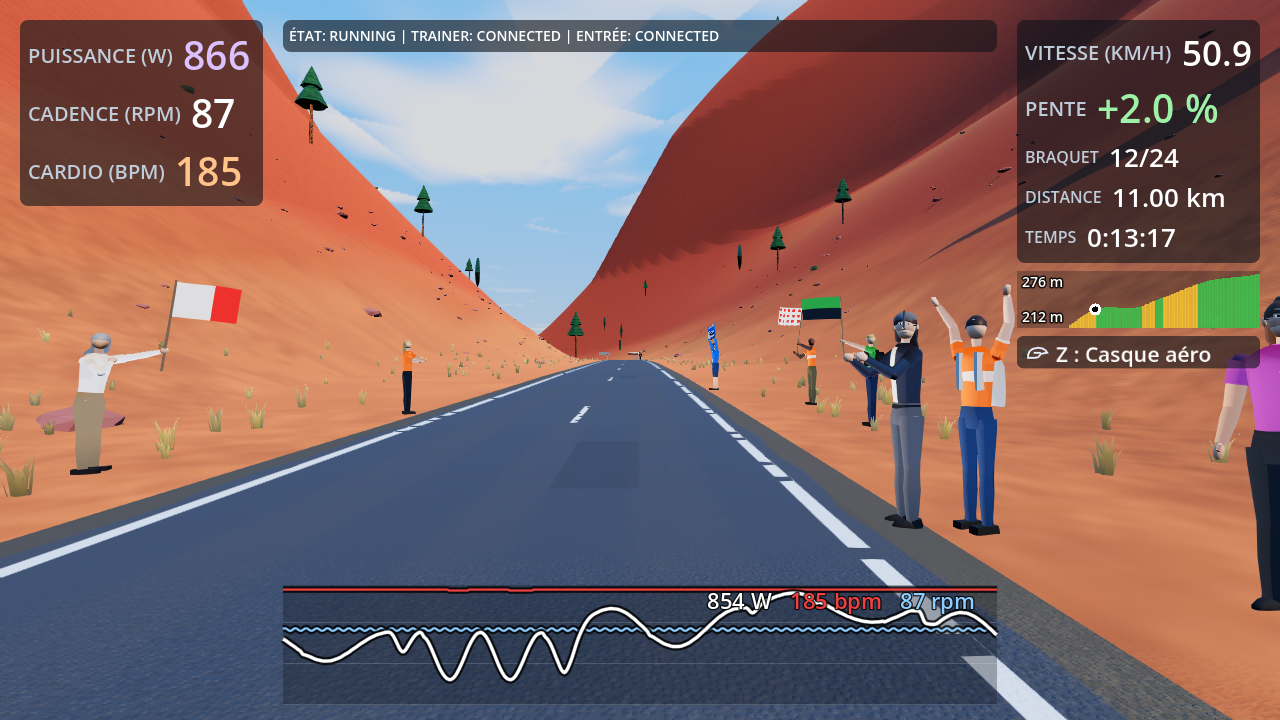 PUISSANCE (W) 866
CADENCE (RPM) 87
CARDIO (BPM) 185
ÉTAT: RUNNING | TRAINER: CONNECTED | ENTRÉE: CONNECTED
VITESSE (KM/H) 50.9
PENTE +2.0 %
BRAQUET 12/24
DISTANCE 11.00 km
TEMPS 0:13:17
276 m
212 m
Z : Casque aéro
854 W 185 bpm 87 rpm